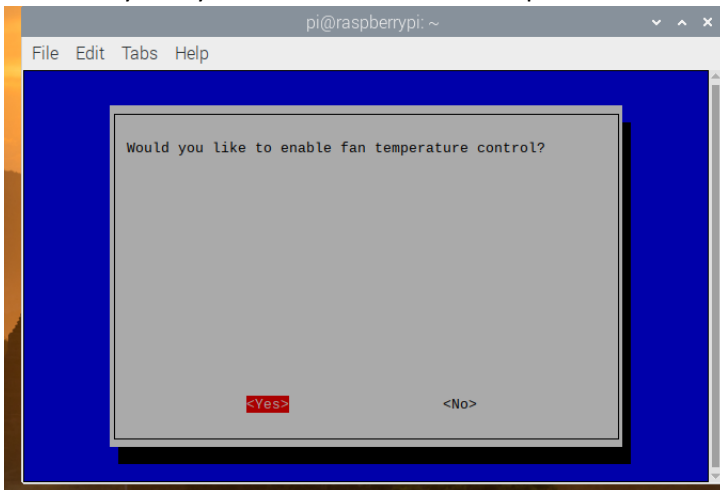 pi@raspberrypi: ~
File Edit Tabs Help
Would you like to enable fan temperature control?
<Yes> <No>